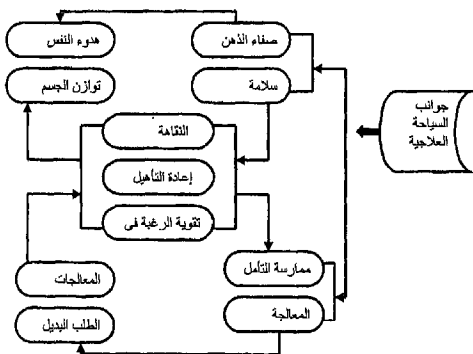 جوانب
السياحة
العلاجية
صفاء الذهن
هدوء النفس
سلامة
توازن الجسم
النقاهة
إعادة التأهيل
تقوية الرغبة فى
ممارسة التأمل
المعالجات
المعالجة
الطلب البديل